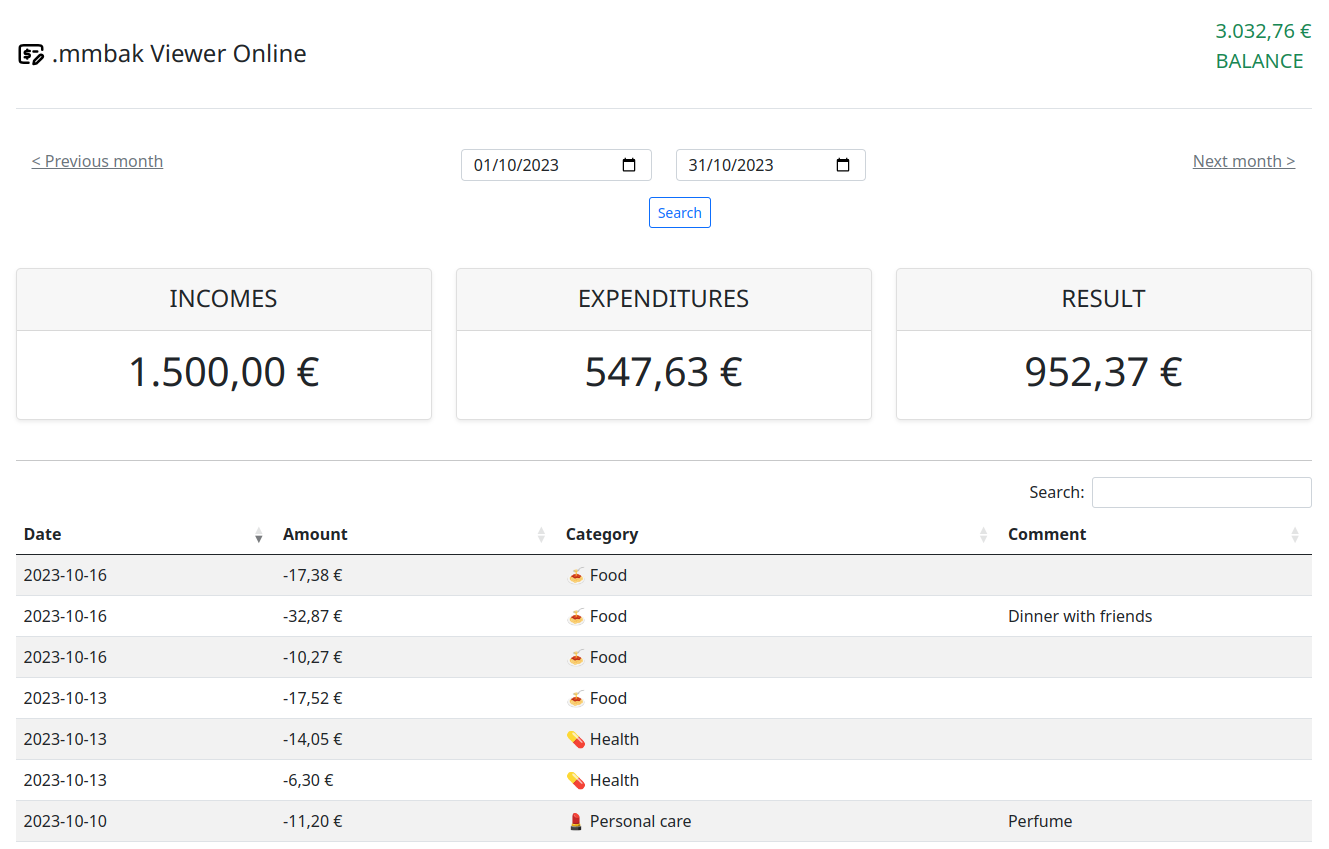 .mmbak Viewer Online
3.032,76 €
BALANCE
< Previous month
01/10/2023
31/10/2023
Next month >
Search
INCOMES
EXPENDITURES
RESULT
1.500,00 €
547,63 €
952,37 €
Search:
Date Amount Category Comment
2023-10-16 -17,38 € Food
2023-10-16 -32,87 € Food Dinner with friends
2023-10-16 -10,27 € Food
2023-10-13 -17,52 € Food
2023-10-13 -14,05 € Health
2023-10-13 -6,30 € Health
2023-10-10 -11,20 € Personal care Perfume